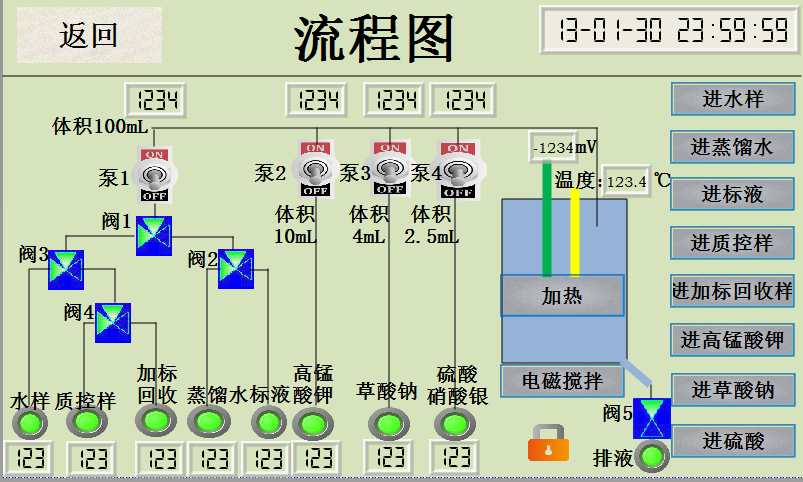 返回
流程图
13-01-30 23:59:59
1234
1234
1234
1234
体积100mL
进水样
ON
OFF
泵1
ON
OFF
泵2
ON
OFF
泵3
ON
OFF
泵4
-1234mV
进蒸馏水
温度:123.4 ℃
进标液
体积
10mL
体积
4mL
体积
2.5mL
阀1
进质控样
阀3
阀2
加热
进加标回收样
阀4
进高锰酸钾
电磁搅拌
进草酸钠
水样
质控样
加标
回收
蒸馏水
标液
高锰
酸钾
草酸钠
硫酸
硝酸银
阀5
进硫酸
排液
123
123
123
123
123
123
123
123